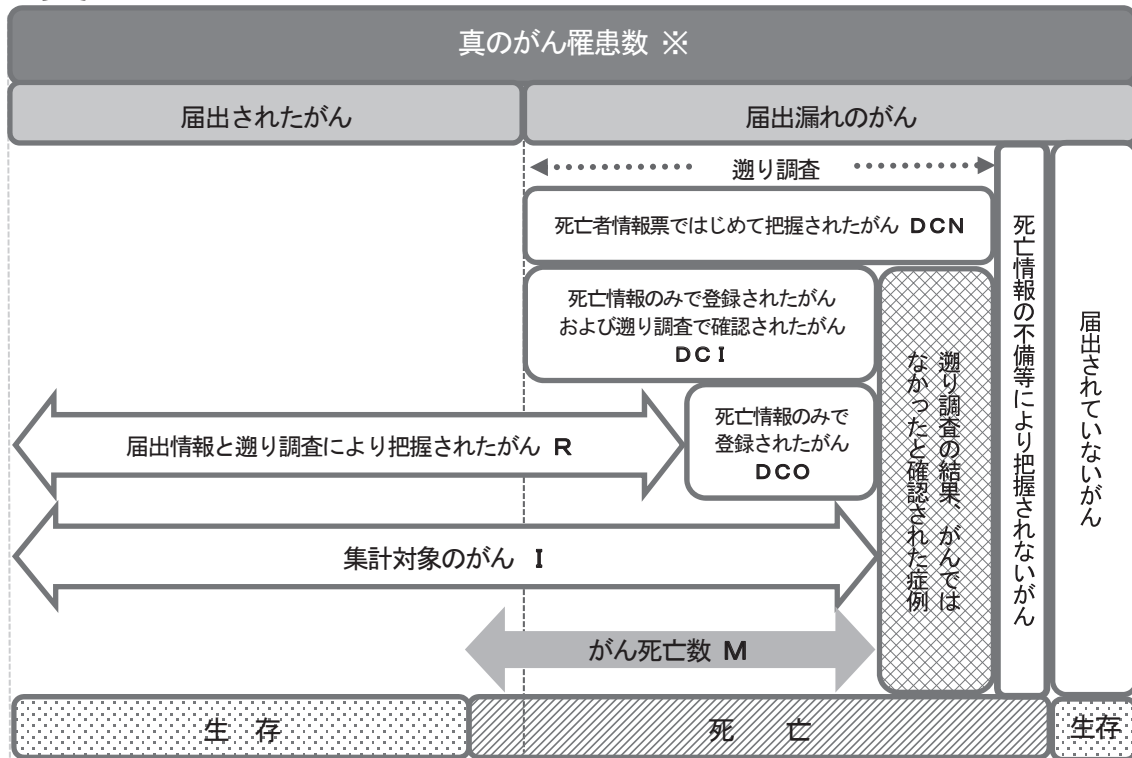 真のがん罹患数 ※
届出されたがん
届出漏れのがん
遡り調査
死亡者情報票ではじめて把握されたがん DCN
死亡情報のみで登録されたがん
および遡り調査で確認されたがん
DCI
死亡情報のみで
登録されたがん
DCO
届出情報と遡り調査により把握されたがん R
集計対象のがん I
がん死亡数 M
遡り調査の結果、がんでは
なかったと確認された症例
死亡情報の不備等により把握されないがん
届出されていないがん
生 存
死 亡
生存